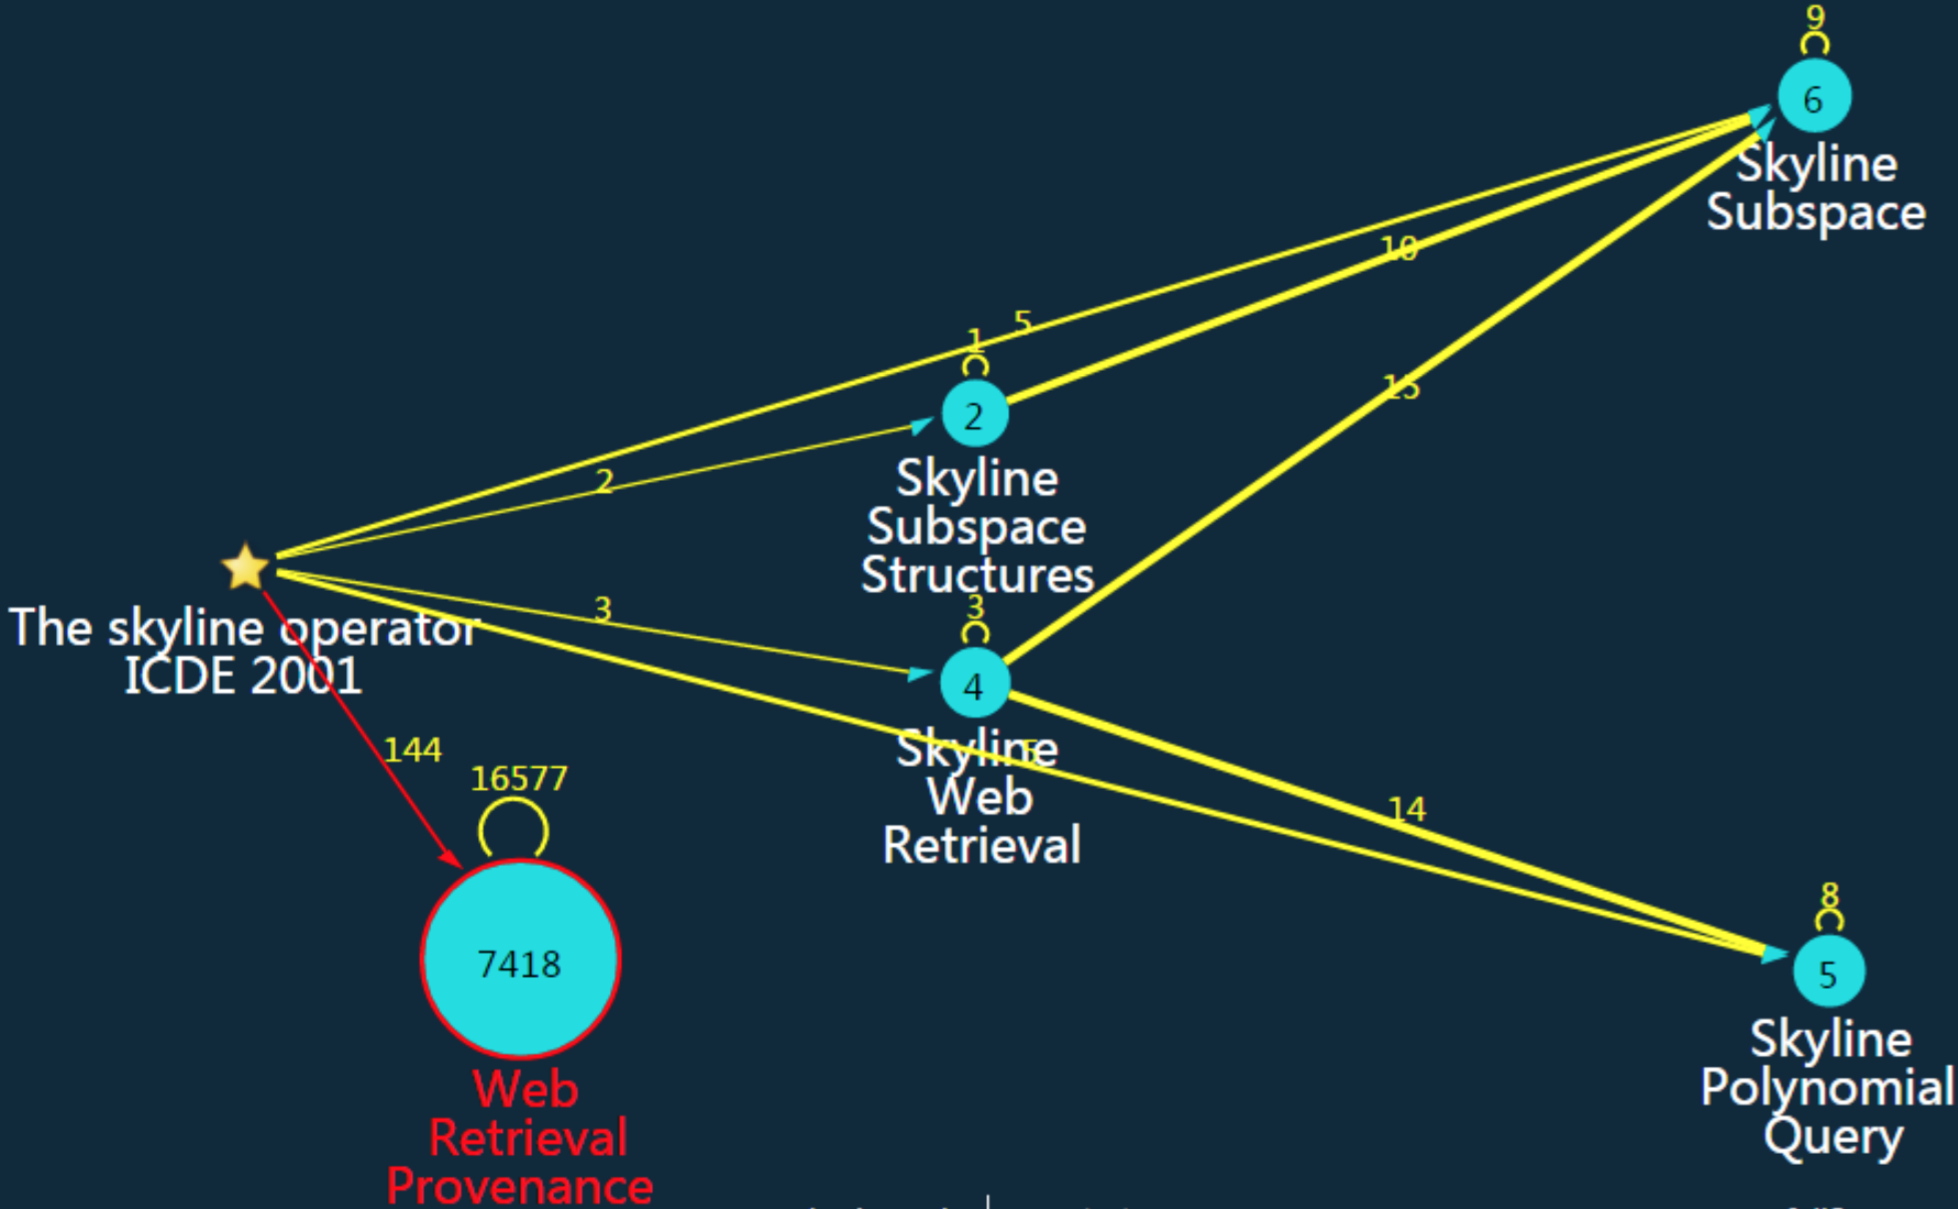 9
6
Skyline
Subspace
10
5
1
2
Skyline
Subspace
Structures
2
The skyline operator
ICDE 2001
3
3
4
Skyline
Web
Retrieval
15
5
14
144
16577
7418
Web
Retrieval
Provenance
8
5
Skyline
Polynomial
Query